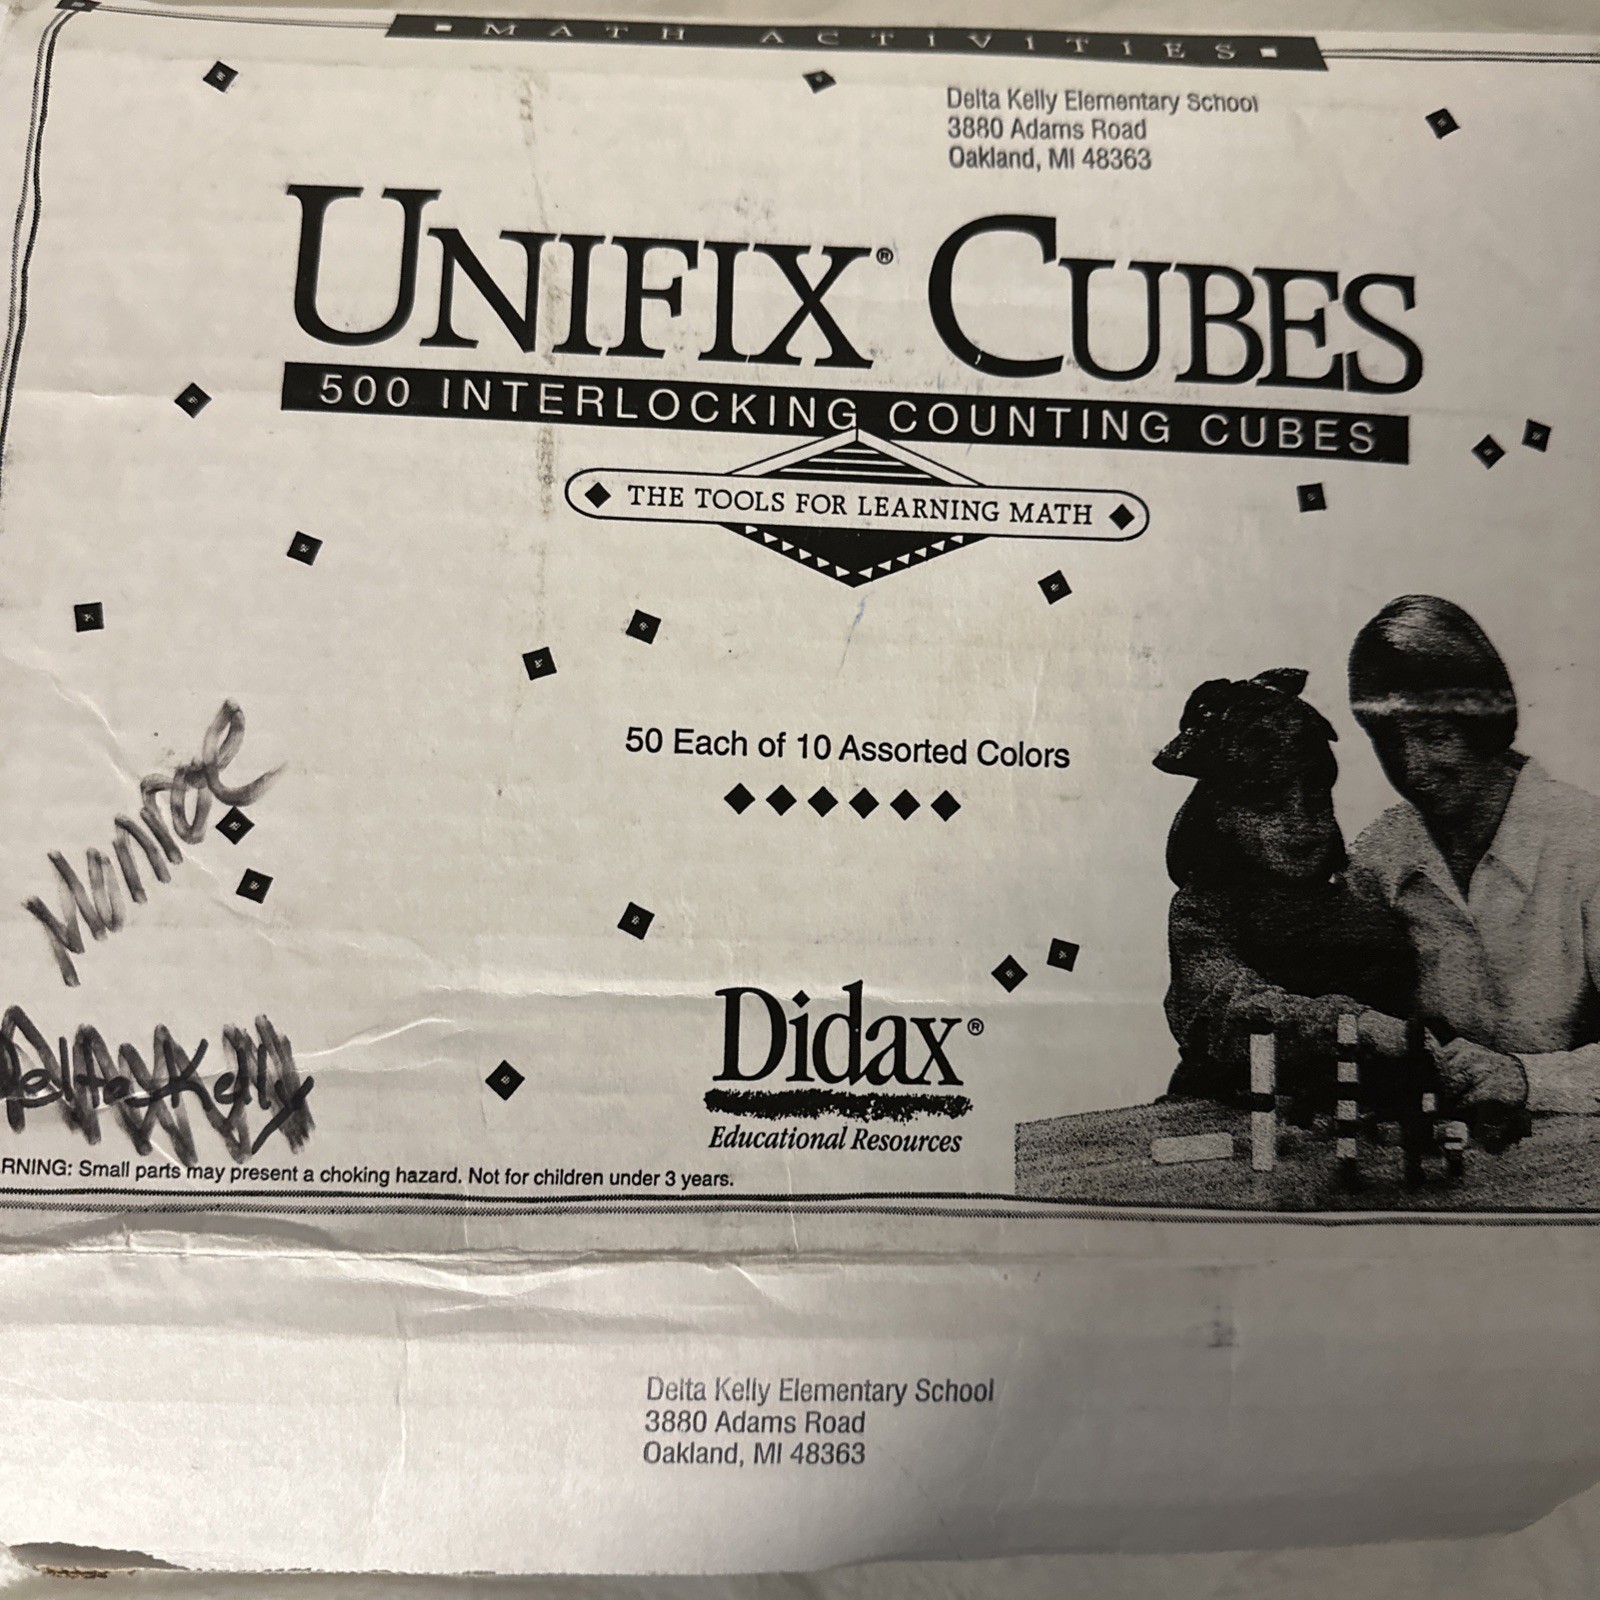 MATH ACTIVITIES
Delta Kelly Elementary School
3880 Adams Road
Oakland, MI 48363
UNIFIX® CUBES
500 INTERLOCKING COUNTING CUBES
THE TOOLS FOR LEARNING MATH
50 Each of 10 Assorted Colors
Monroe
Didax®
Educational Resources
Delta Kelly
RNING: Small parts may present a choking hazard. Not for children under 3 years.
Delta Kelly Elementary School
3880 Adams Road
Oakland, MI 48363